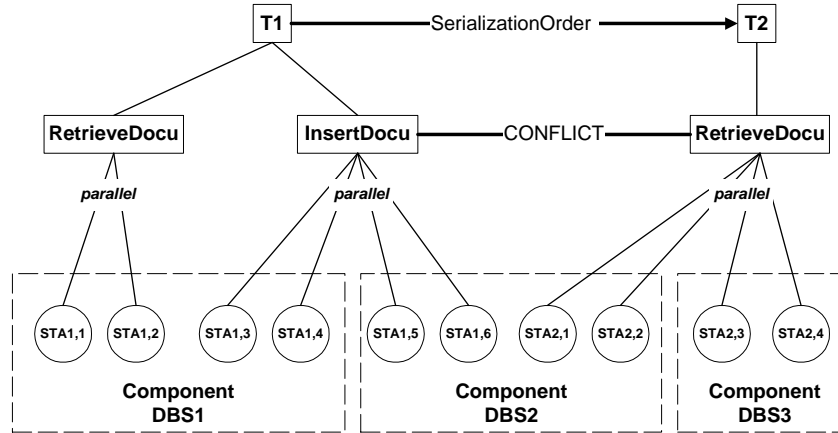 T1 SerializationOrder T2
RetrieveDocu InsertDocu CONFLICT RetrieveDocu
parallel parallel parallel
STA1,1 STA1,2 STA1,3 STA1,4 STA1,5 STA1,6 STA2,1 STA2,2 STA2,3 STA2,4
Component Component Component
DBS1 DBS2 DBS3